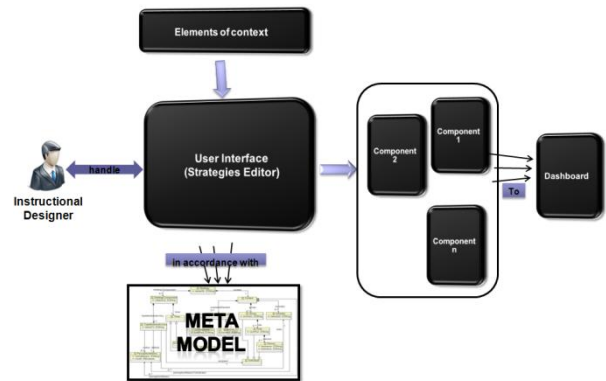 Elements of context
User Interface
(Strategies Editor)
handle
Instructional
Designer
Component
1
Component
2
Component
n
To
Dashboard
in accordance with
META
MODEL